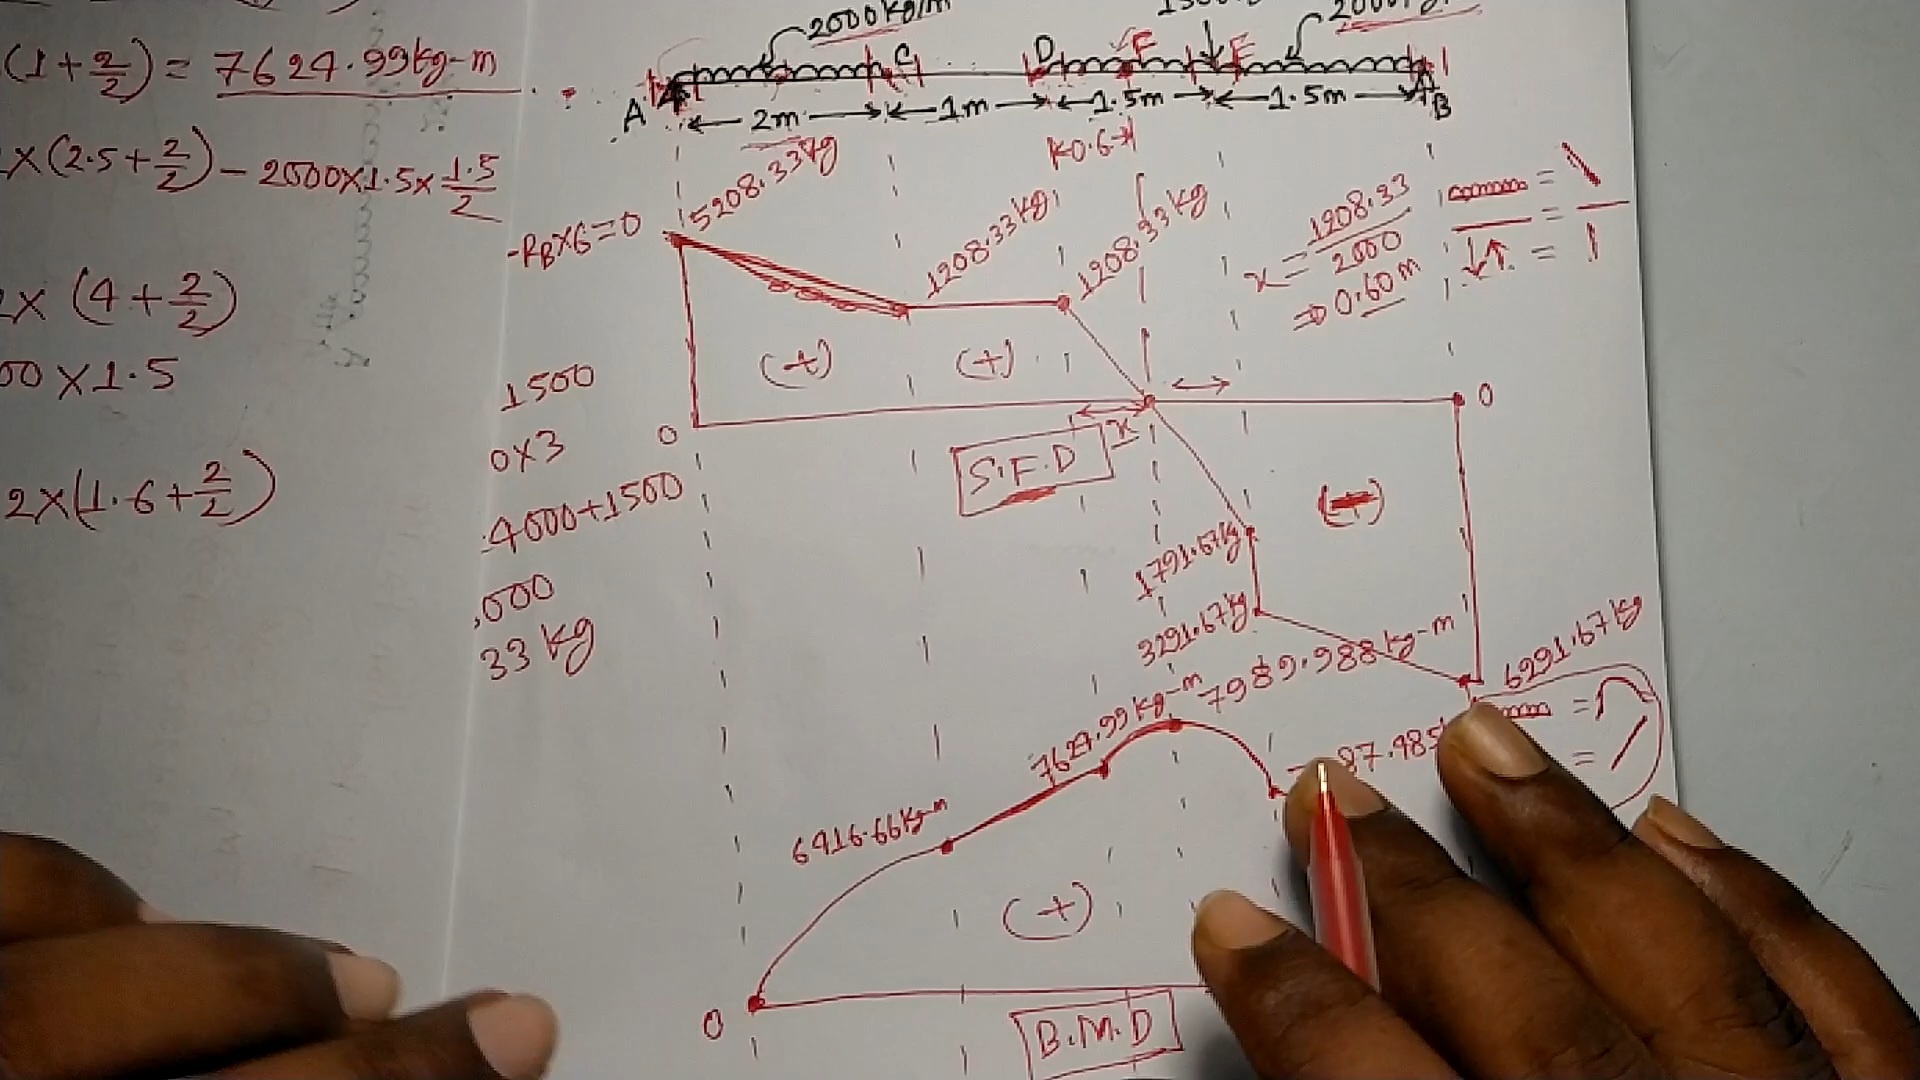 2000kg/m
(1+2/2) = 7624.99kg-m
C
D
F
E
A
B
2m
1m
1.5m
1.5m
×(2.5+2/2) - 2000×1.5×1.5/2
-RB×6=0
5208.33kg
k0.6→
1208.33kg
1208.33kg
x = 1208.33/2000
⇒ 0.60m
=
=
↓↑ =
×(4+2/2)
00×1.5
(+)
(+)
1500
0
0
x
0×3
S.F.D
2×(1.6+2/2)
4000+1500
1791.67kg
000
3291.67kg
33 kg
6291.67kg
7989.988kg-m
7624.99kg-m
=
=
6416.66kg-m
(+)
0
B.M.D